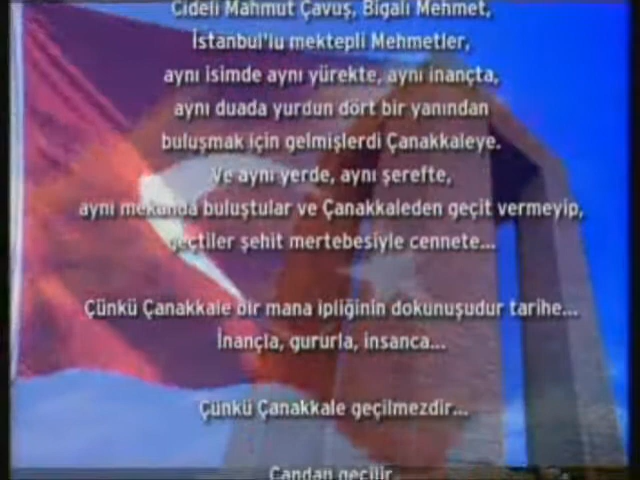 Cideli Mahmut Çavuş, Bigalı Mehmet,
İstanbul'lu mektepli Mehmetler,
aynı isimde aynı yürekte, aynı inançta,
aynı duada yurdun dört bir yanından
buluşmak için gelmişlerdi Çanakkaleye.
Ve aynı yerde, aynı şerefte,
aynı mekanda buluştular ve Çanakkaleden geçit vermeyip,
geçtiler şehit mertebesiyle cennete...
Çünkü Çanakkale bir mana ipliğinin dokunuşudur tarihe...
İnançla, gururla, insanca...
Çünkü Çanakkale geçilmezdir...
Candan geçilir